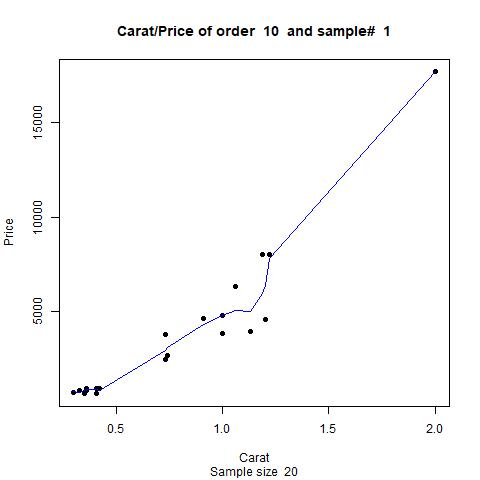 Carat/Price of order 10 and sample# 1
15000
10000
5000
Price
0.5 1.0 1.5 2.0
Carat
Sample size 20